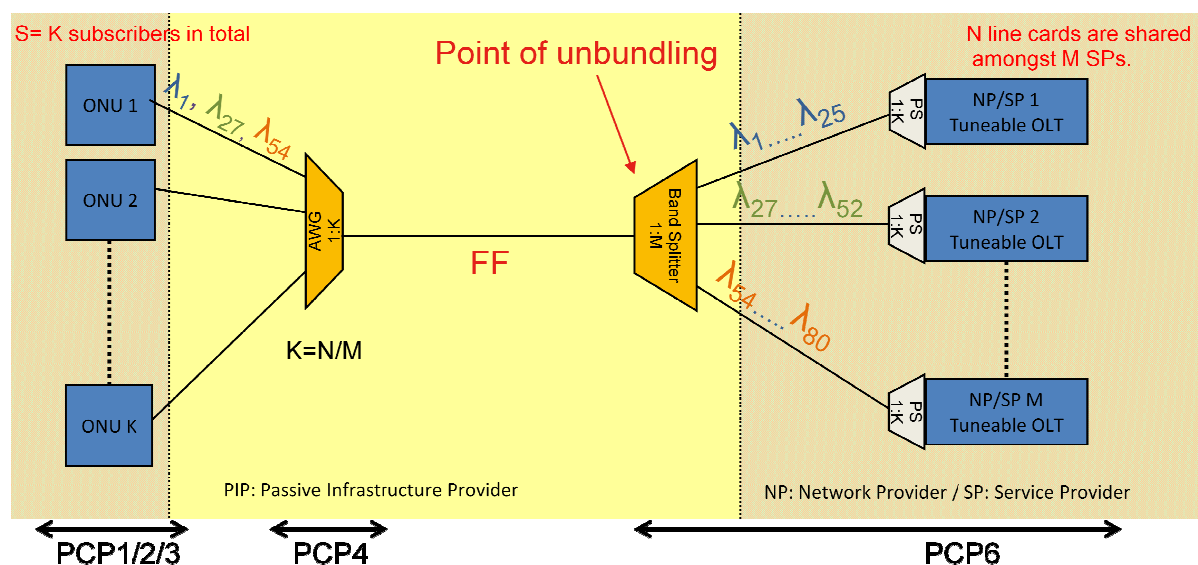 S= K subscribers in total
N line cards are shared
amongst M SPs.
Point of unbundling
ONU 1
λ1, λ27, λ54
ONU 2
ONU K
AWG
1:K
K=N/M
FF
Band Splitter
1:M
λ1.....λ25
λ27.....λ52
λ54.....λ80
PS
1:K
NP/SP 1
Tuneable OLT
PS
1:K
NP/SP 2
Tuneable OLT
PS
1:K
NP/SP M
Tuneable OLT
PIP: Passive Infrastructure Provider
NP: Network Provider / SP: Service Provider
PCP1/2/3
PCP4
PCP6